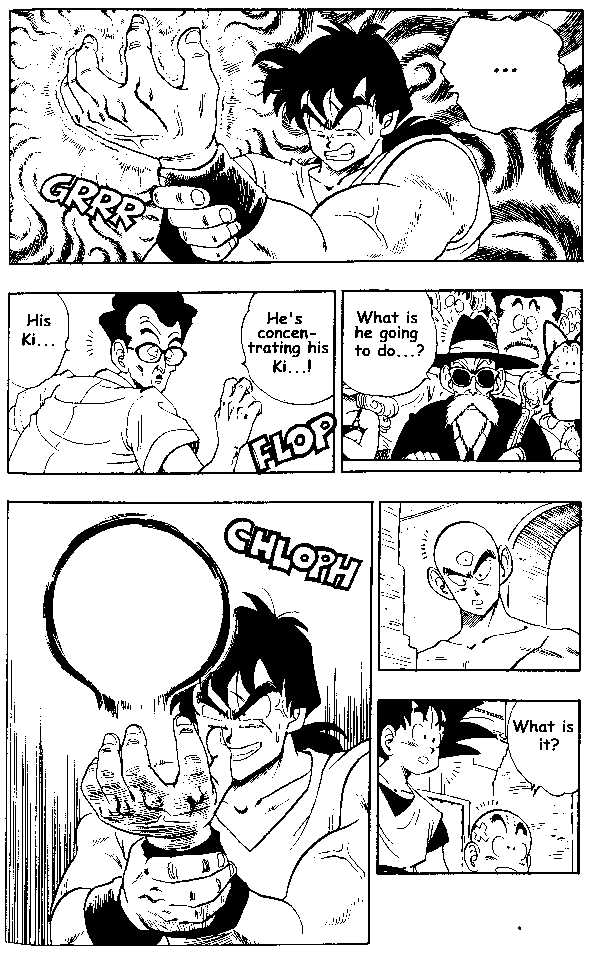 ...
GRRR
His
Ki...
He's
concen-
trating his
Ki...!
FLOP
What is
he going
to do...?
CHLOPH
What is
it?